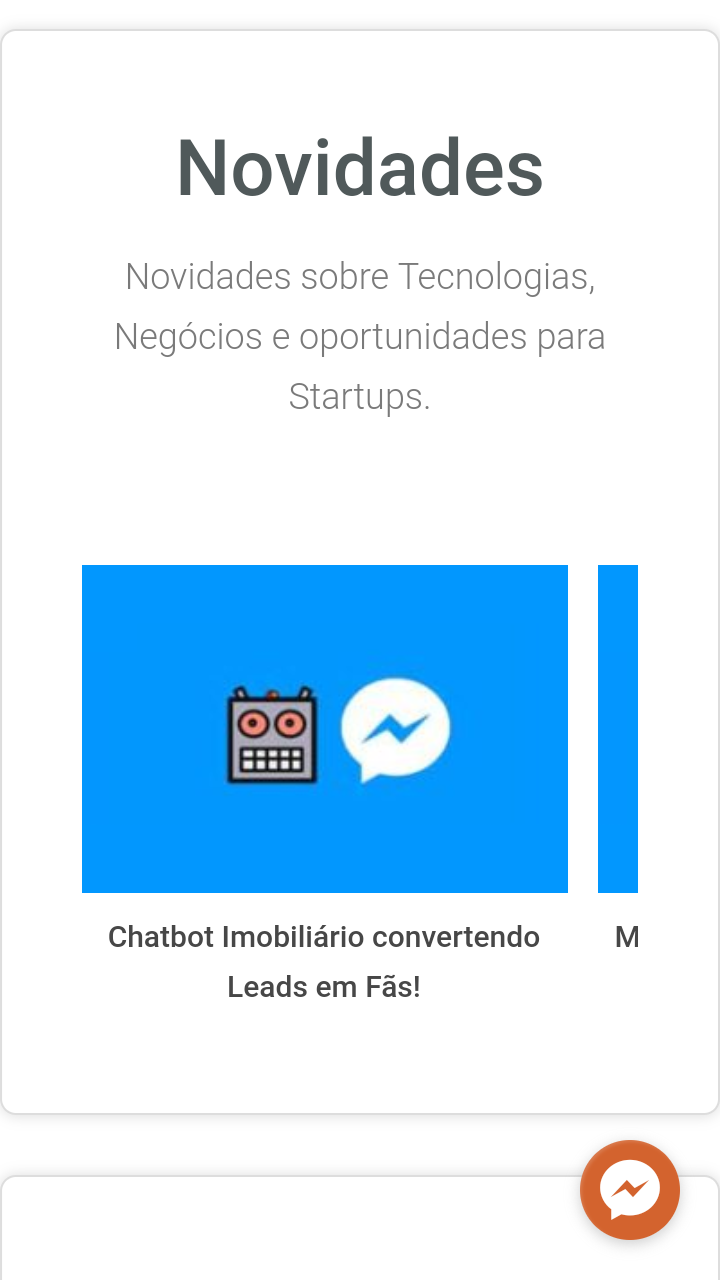 Novidades
Novidades sobre Tecnologias,
Negócios e oportunidades para
Startups.
Chatbot Imobiliário convertendo
Leads em Fãs!
M